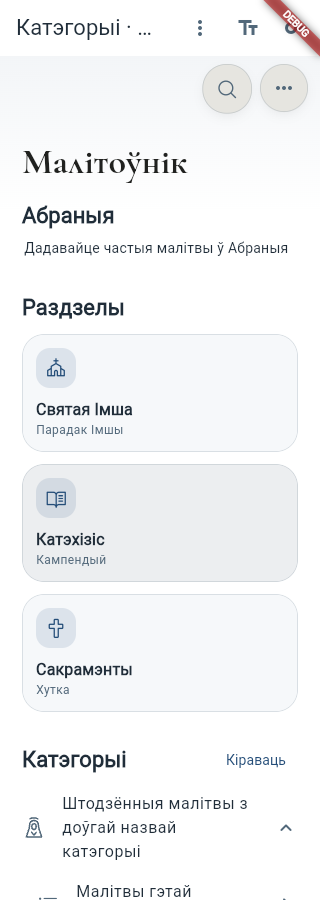 Катэгорыі · ...
DEBUG
Малітоўнік
Абраныя
Дадавайце частыя малітвы ў Абраныя
Раздзелы
Святая Імша
Парадак Імшы
Катэхізіс
Кампендый
Сакрамэнты
Хутка
Катэгорыі
Кіраваць
Штодзённыя малітвы з
доўгай назвай
катэгорыі
Малітвы гэтай